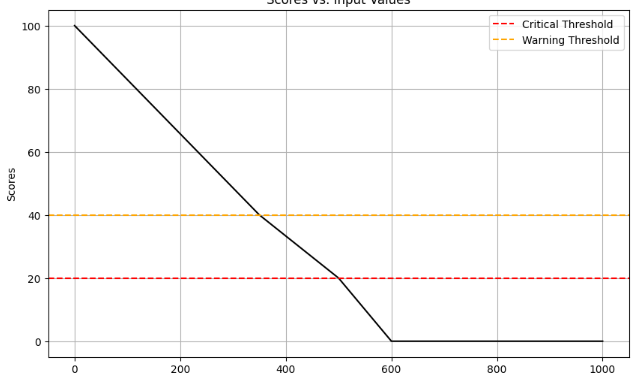 Scores vs. Input Values
Critical Threshold
Warning Threshold
100
80
60
40
20
0
Scores
0 200 400 600 800 1000